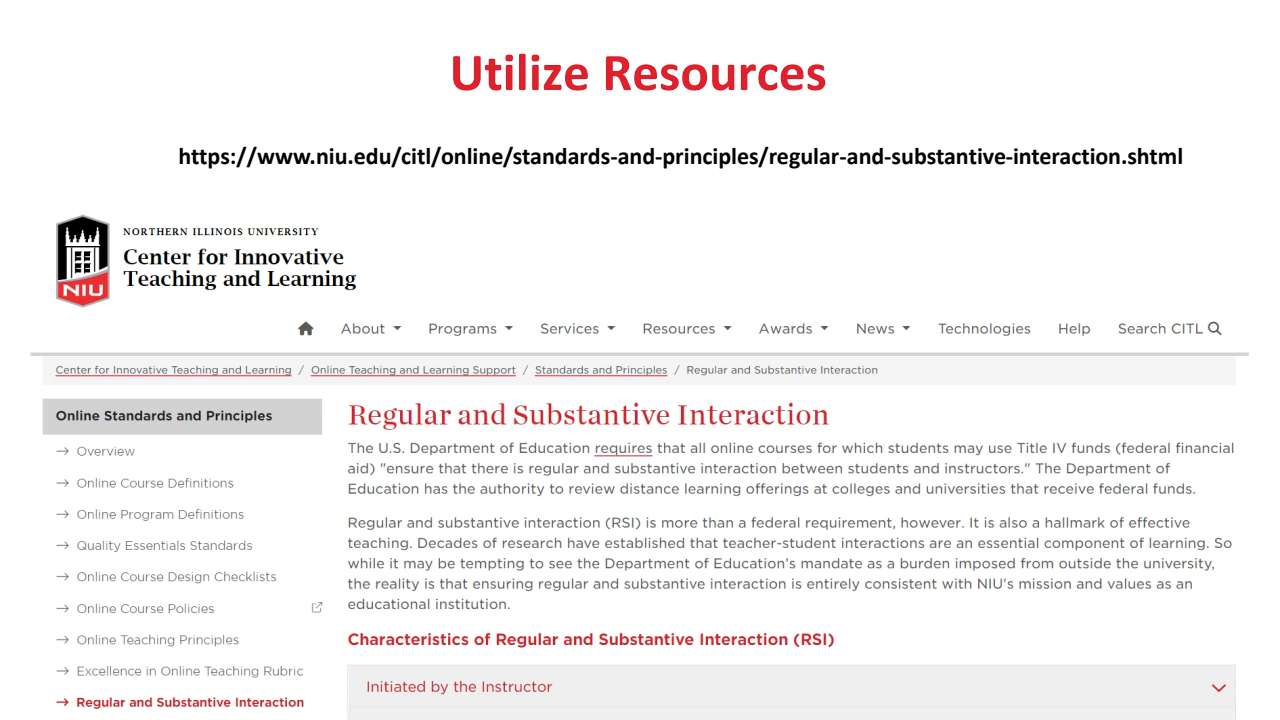 Utilize Resources
https://www.niu.edu/citl/online/standards-and-principles/regular-and-substantive-interaction.shtml
NIU
NORTHERN ILLINOIS UNIVERSITY
Center for Innovative
Teaching and Learning
About Programs Services Resources Awards News Technologies Help Search CITL
Center for Innovative Teaching and Learning / Online Teaching and Learning Support / Standards and Principles / Regular and Substantive Interaction
Online Standards and Principles
→ Overview
→ Online Course Definitions
→ Online Program Definitions
→ Quality Essentials Standards
→ Online Course Design Checklists
→ Online Course Policies
→ Online Teaching Principles
→ Excellence in Online Teaching Rubric
→ Regular and Substantive Interaction
Regular and Substantive Interaction
The U.S. Department of Education requires that all online courses for which students may use Title IV funds (federal financial
aid) "ensure that there is regular and substantive interaction between students and instructors." The Department of
Education has the authority to review distance learning offerings at colleges and universities that receive federal funds.
Regular and substantive interaction (RSI) is more than a federal requirement, however. It is also a hallmark of effective
teaching. Decades of research have established that teacher-student interactions are an essential component of learning. So
while it may be tempting to see the Department of Education's mandate as a burden imposed from outside the university,
the reality is that ensuring regular and substantive interaction is entirely consistent with NIU's mission and values as an
educational institution.
Characteristics of Regular and Substantive Interaction (RSI)
Initiated by the Instructor